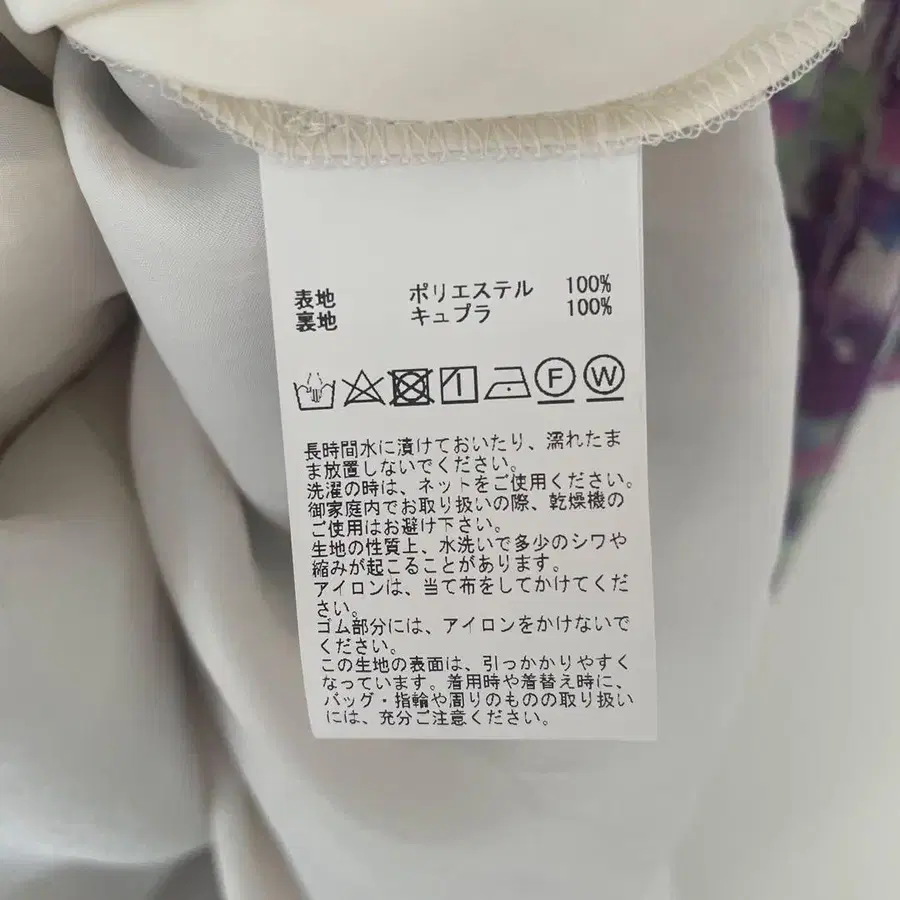 表地 ポリエステル 100%
裏地 キュプラ 100%
F W
長時間水に漬けておいたり、濡れたま
ま放置しないでください。
洗濯の時は、ネットをご使用ください。
御家庭内でお取り扱いの際、乾燥機の
ご使用はお避け下さい。
生地の性質上、水洗いで多少のシワや
縮みが起こることがあります。
アイロンは、当て布をしてかけてくだ
さい。
ゴム部分には、アイロンをかけないで
ください。
この生地の表面は、引っかかりやすく
なっています。着用時や着替え時に、
バッグ・指輪や周りのものの取り扱い
には、充分ご注意ください。